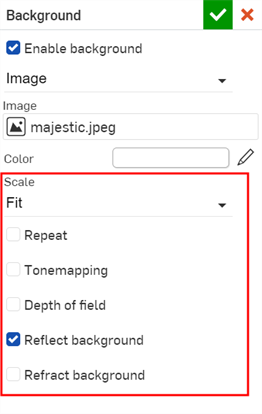 Background
Enable background
Image
Image
majestic.jpeg
Color
Scale
Fit
Repeat
Tonemapping
Depth of field
Reflect background
Refract background